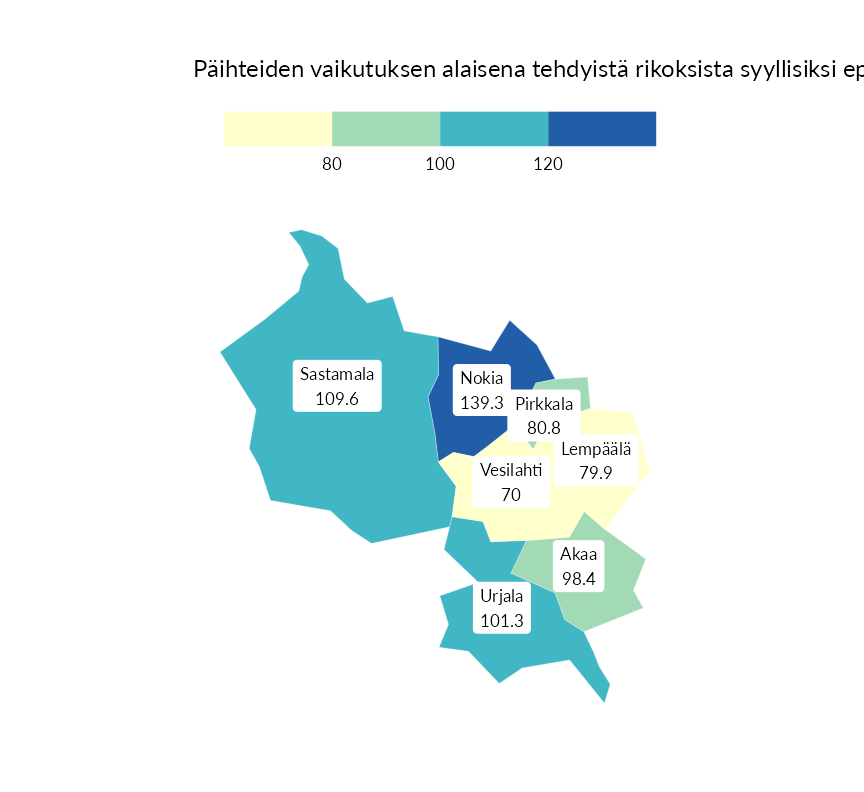 Päihteiden vaikutuksen alaisena tehdyistä rikoksista syyllisiksi
80 100 120
Sastamala
109.6
Nokia
139.3
Pirkkala
80.8
Lempäälä
79.9
Vesilahti
70
Akaa
98.4
Urjala
101.3